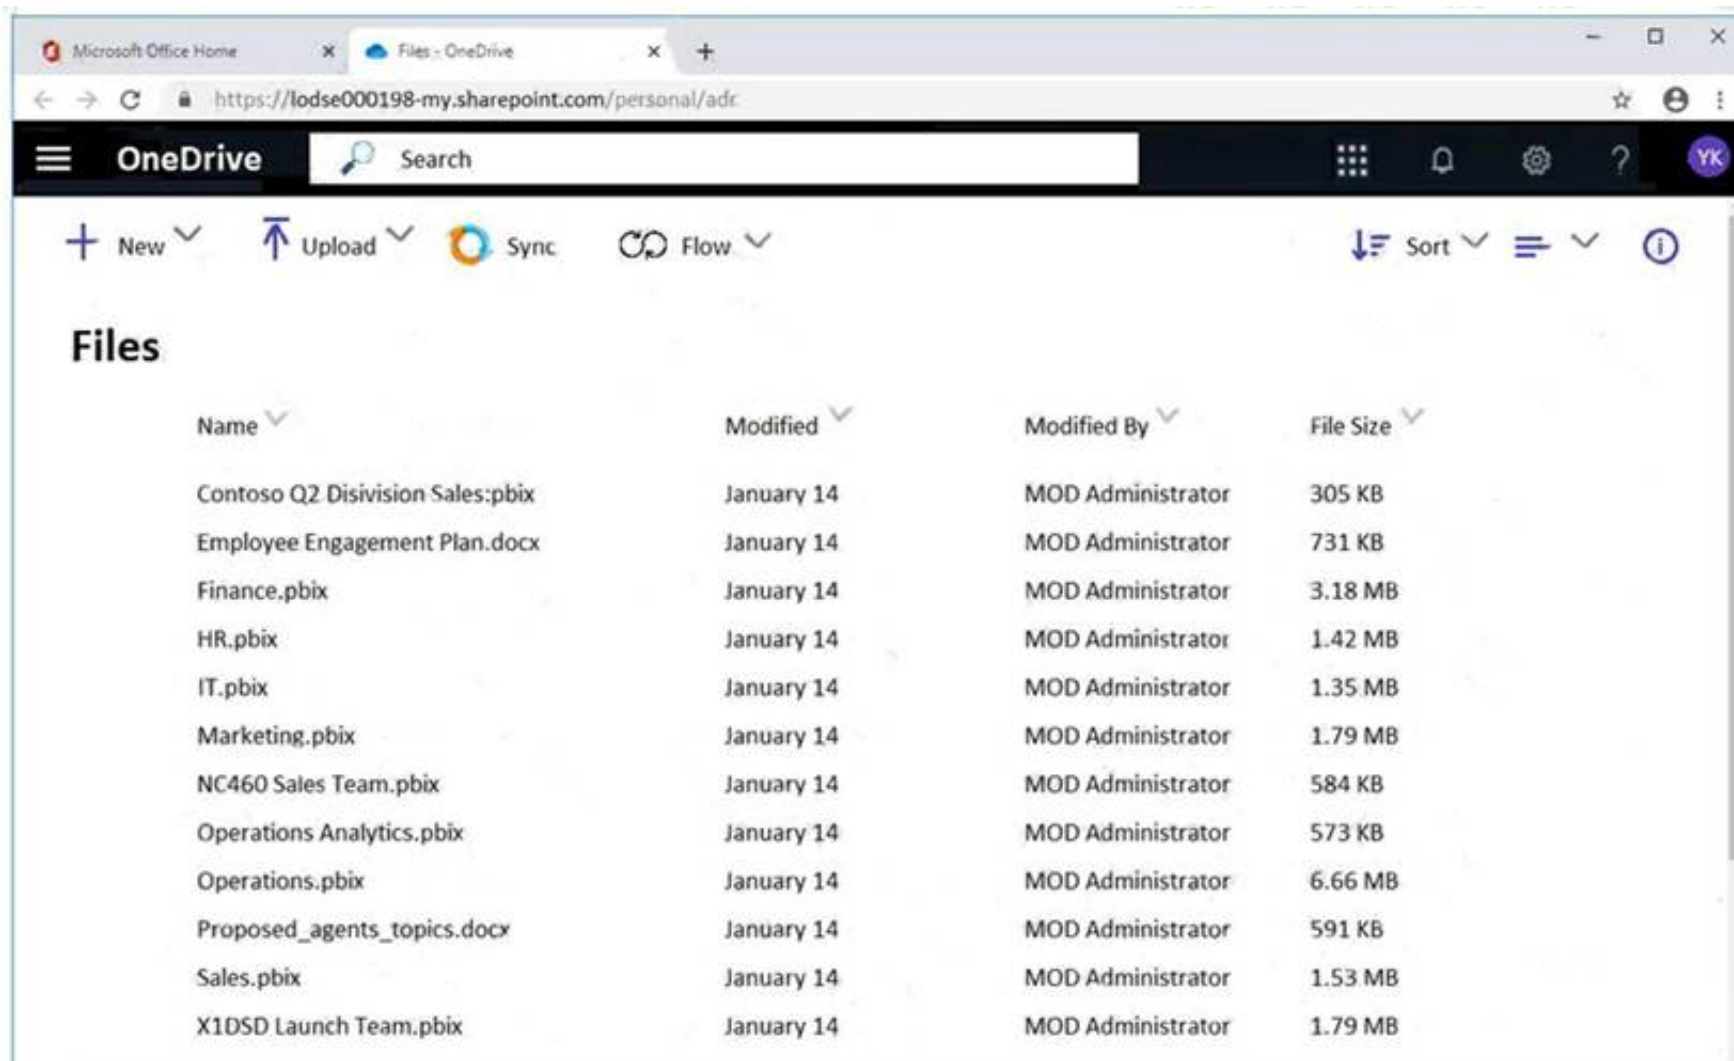 Microsoft Office Home Files - OneDrive
https://lodse000198-my.sharepoint.com/personal/adr
OneDrive Search YK
New Upload Sync Flow Sort
Files
Name Modified Modified By File Size
Contoso Q2 Disivision Sales:pbix January 14 MOD Administrator 305 KB
Employee Engagement Plan.docx January 14 MOD Administrator 731 KB
Finance.pbix January 14 MOD Administrator 3.18 MB
HR.pbix January 14 MOD Administrator 1.42 MB
IT.pbix January 14 MOD Administrator 1.35 MB
Marketing.pbix January 14 MOD Administrator 1.79 MB
NC460 Sales Team.pbix January 14 MOD Administrator 584 KB
Operations Analytics.pbix January 14 MOD Administrator 573 KB
Operations.pbix January 14 MOD Administrator 6.66 MB
Proposed_agents_topics.docx January 14 MOD Administrator 591 KB
Sales.pbix January 14 MOD Administrator 1.53 MB
X1DSD Launch Team.pbix January 14 MOD Administrator 1.79 MB